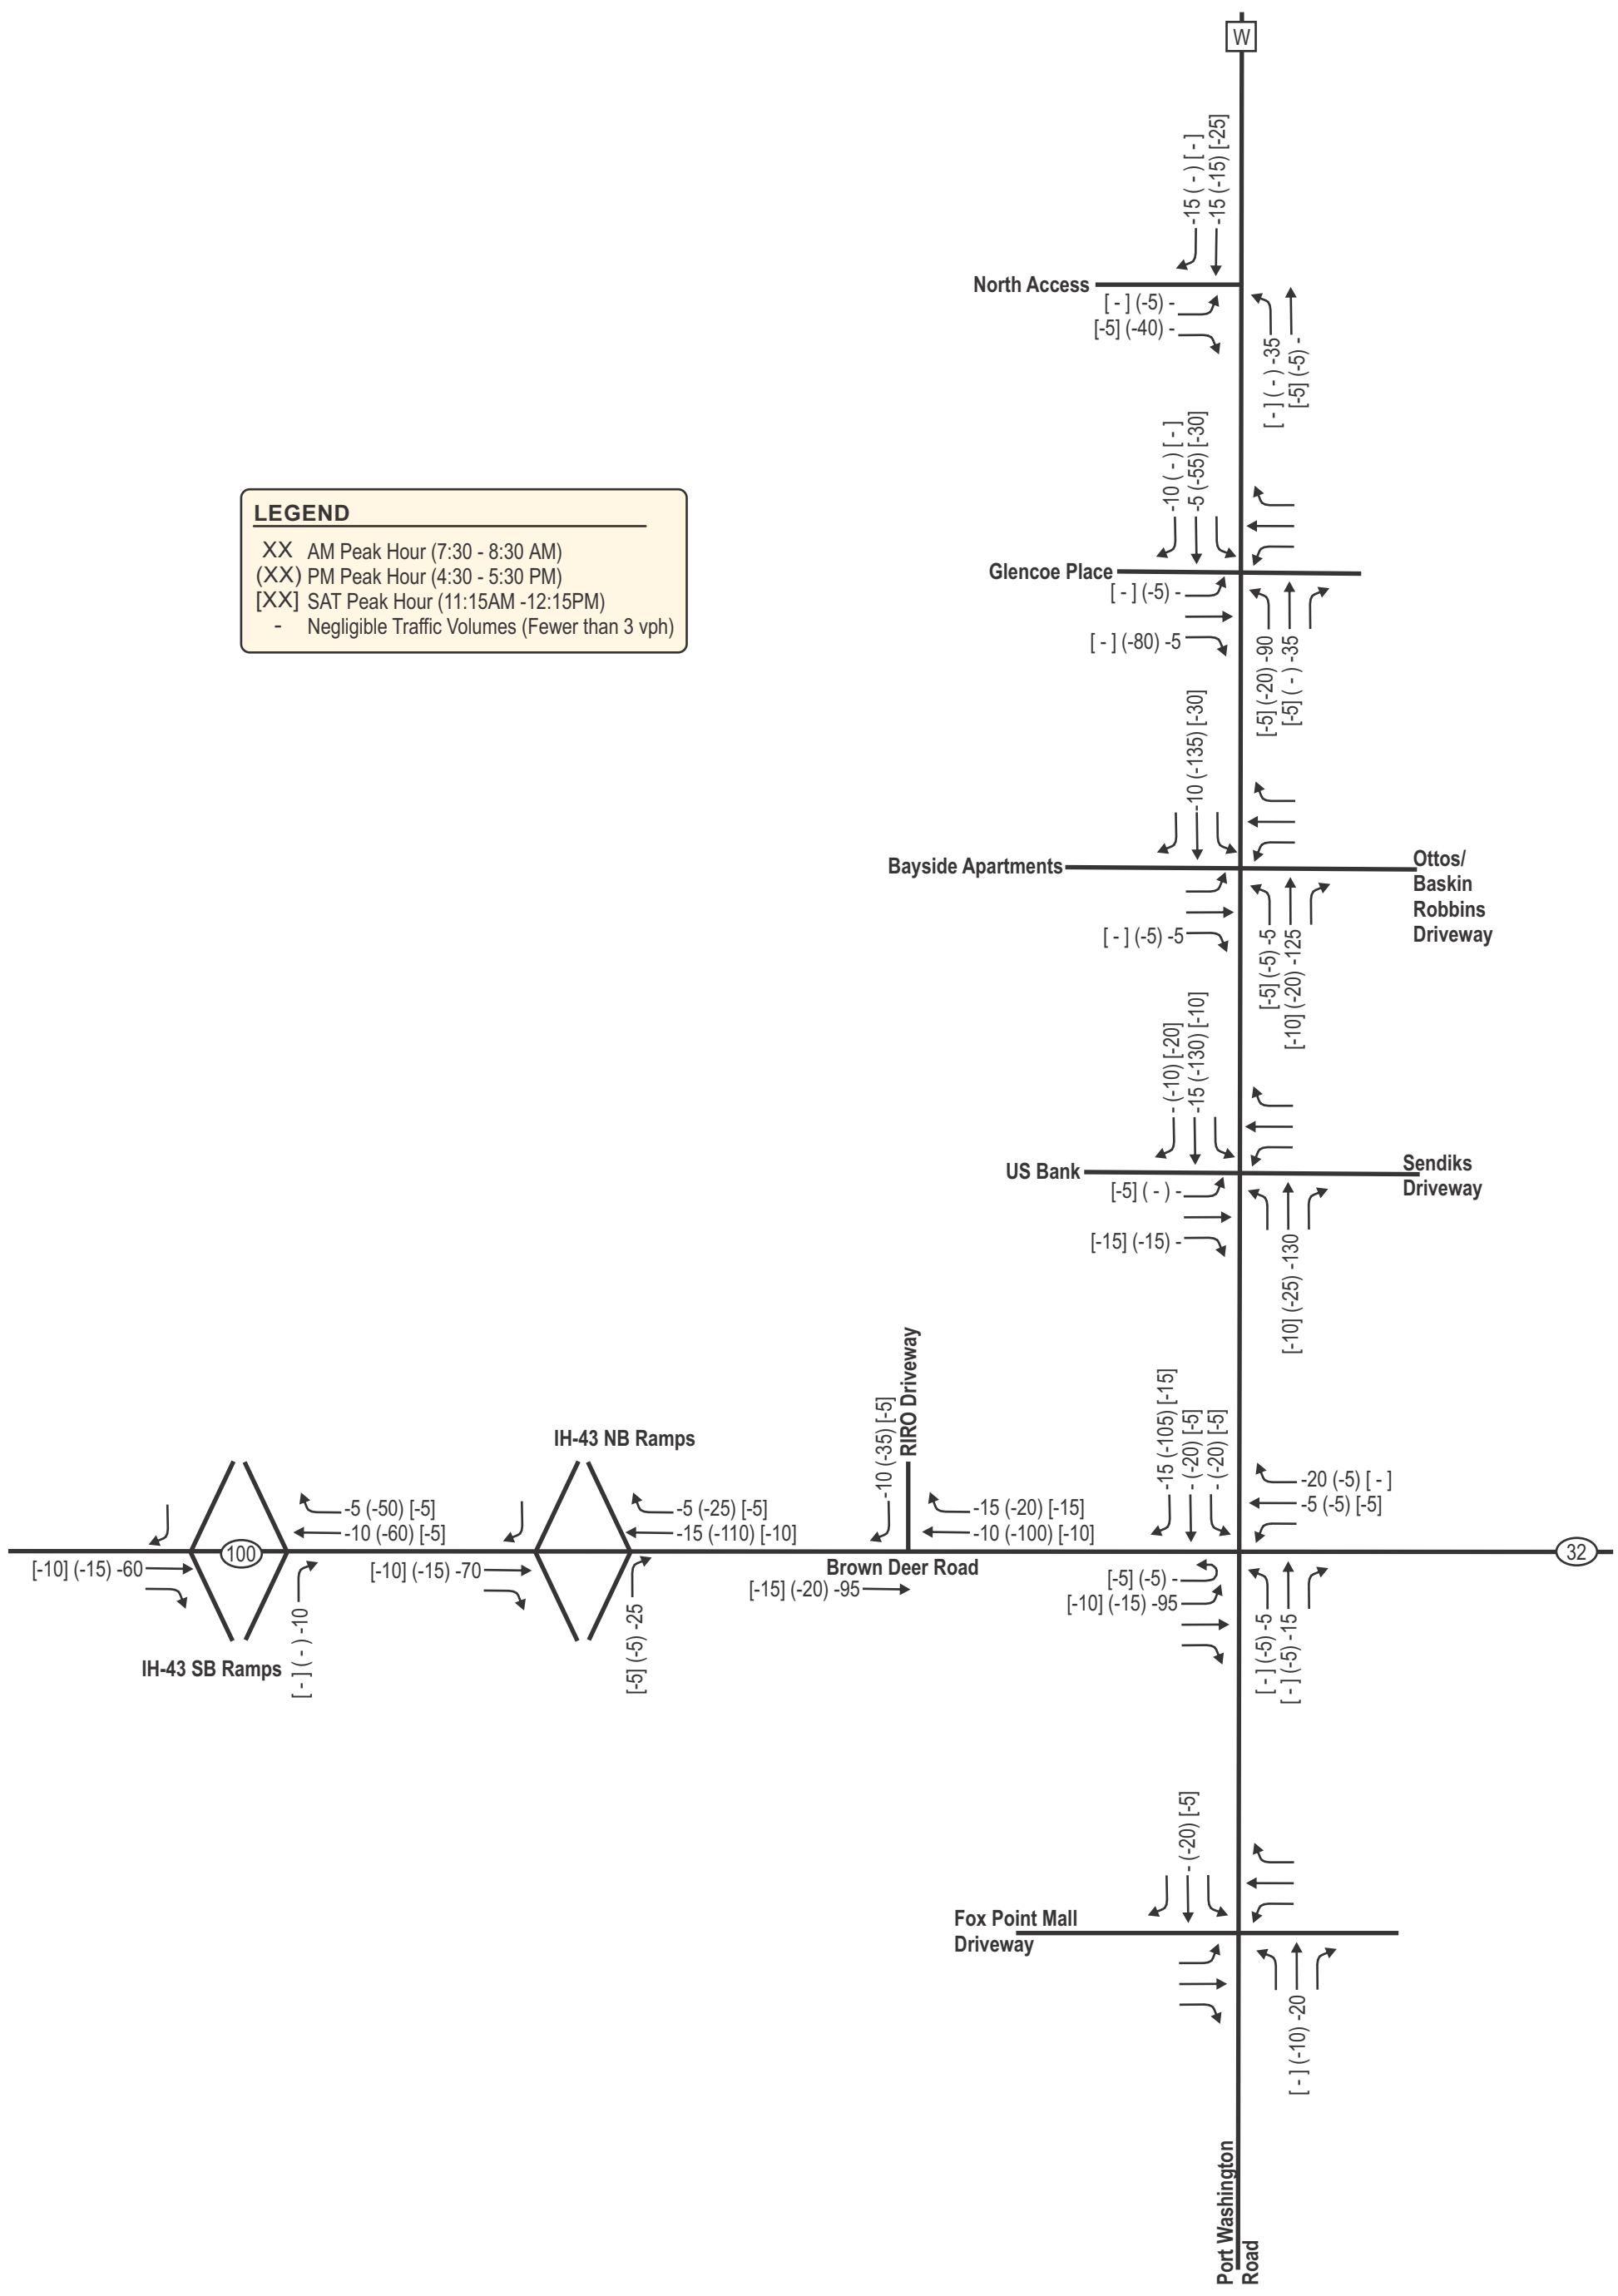 W
-15 ( - ) [ - ]
-15 (-15) [-25]
North Access
[ - ] (-5) -
[-5] (-40) -
[ - ] ( - ) -35
[-5] (-5) -
-10 ( - ) [ - ]
-5 (-55) [-30]
LEGEND
XX AM Peak Hour (7:30 - 8:30 AM)
(XX) PM Peak Hour (4:30 - 5:30 PM)
[XX] SAT Peak Hour (11:15AM -12:15PM)
- Negligible Traffic Volumes (Fewer than 3 vph)
Glencoe Place
[ - ] (-5) -
[ - ] (-80) -5
[-5] (-20) -90
[-5] ( - ) -35
-10 (-135) [-30]
Bayside Apartments
Ottos/
Baskin
Robbins
Driveway
[ - ] (-5) -5
[-5] (-5) -5
[-10] (-20) -125
- (-10) [-20]
-15 (-130) [-10]
US Bank
Sendiks
Driveway
[-5] ( - ) -
[-15] (-15) -
[-10] (-25) -130
RIRO Driveway
-10 (-35) [-5]
-15 (-105) [-15]
- (-20) [-5]
- (-20) [-5]
IH-43 NB Ramps
-5 (-50) [-5]
-10 (-60) [-5]
-5 (-25) [-5]
-15 (-110) [-10]
-15 (-20) [-15]
-10 (-100) [-10]
-20 (-5) [ - ]
-5 (-5) [-5]
100
32
[-10] (-15) -60
[-10] (-15) -70
Brown Deer Road
[-15] (-20) -95
[-5] (-5) -
[-10] (-15) -95
IH-43 SB Ramps
[ - ] ( - ) -10
[-5] (-5) -25
[ - ] (-5) -5
[ - ] (-5) -15
- (-20) [-5]
Fox Point Mall
Driveway
[ - ] (-10) -20
Port Washington
Road